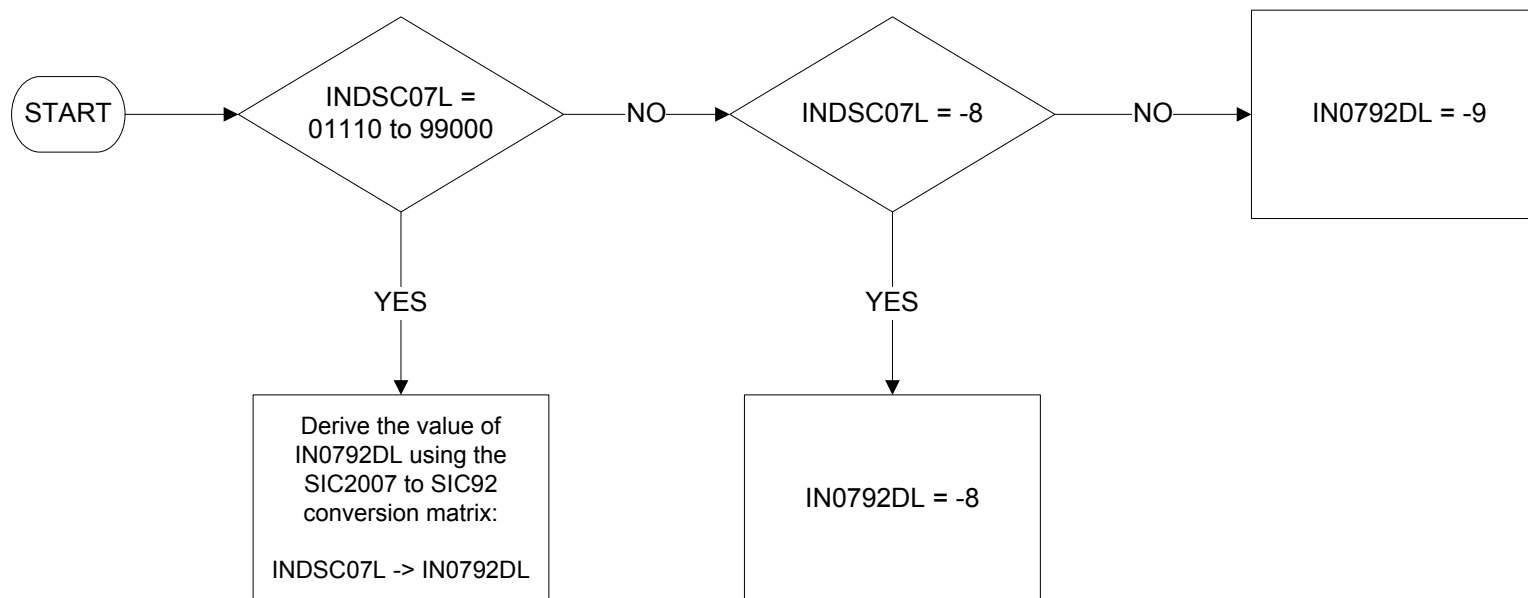 START
INDSC07L =
01110 to 99000
NO
INDSC07L = -8
NO
IN0792DL = -9
YES
YES
Derive the value of
IN0792DL using the
SIC2007 to SIC92
conversion matrix:
INDSC07L -> IN0792DL
IN0792DL = -8